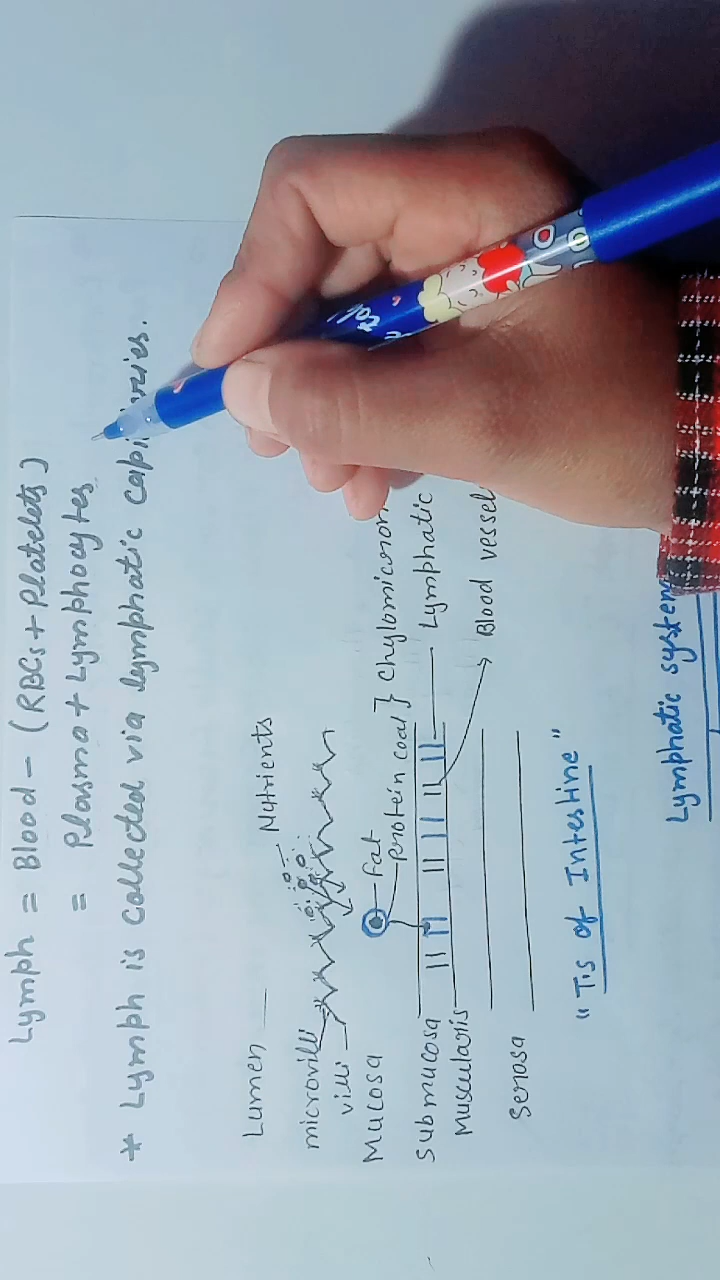 Lymph = Blood - (RBCs + Platelets)
= Plasma + Lymphocytes
* Lymph is collected via lymphatic
Lumen
Nutrients
microvilli
villi
Mucosa
Fat
Protein coat } Chylomicron
Submucosa
Lymphatic
Muscularis
Blood vessel
Serosa
"T.S of Intestine"
Lymphatic system